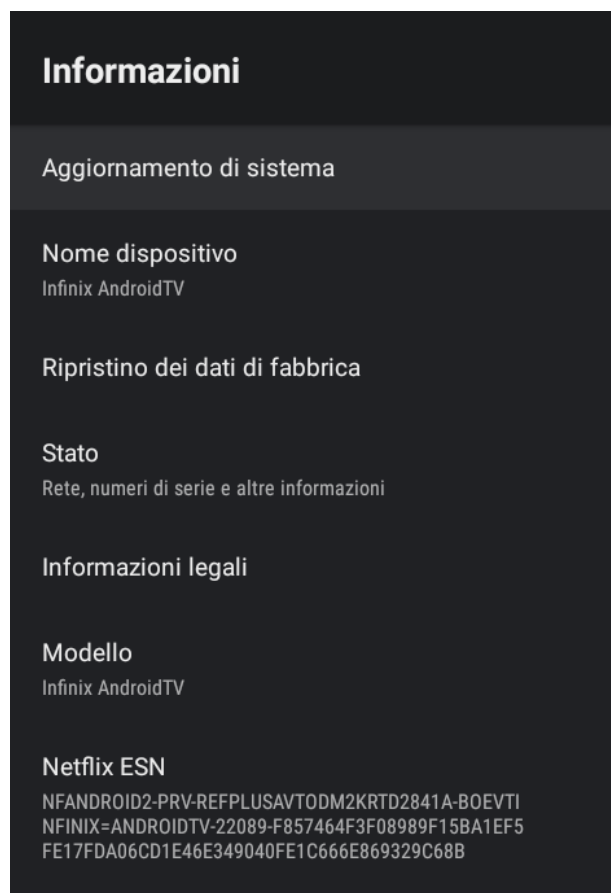 Informazioni
Aggiornamento di sistema
Nome dispositivo
Infinix AndroidTV
Ripristino dei dati di fabbrica
Stato
Rete, numeri di serie e altre informazioni
Informazioni legali
Modello
Infinix AndroidTV
Netflix ESN
NFANDROID2-PRV-REFPLUSAVTODM2KRTD2841A-BOEVTI
NFINIX=ANDROIDTV-22089-F857464F3F08989F15BA1EF5
FE17FDA06CD1E46E349040FE1C666E869329C68B